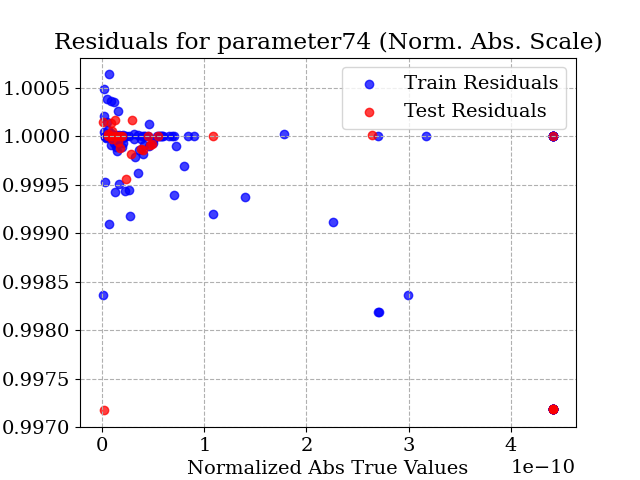 Residuals for parameter74 (Norm. Abs. Scale)
Train Residuals
Test Residuals
1.0005
1.0000
0.9995
0.9990
0.9985
0.9980
0.9975
0.9970
0 1 2 3 4
1e−10
Normalized Abs True Values